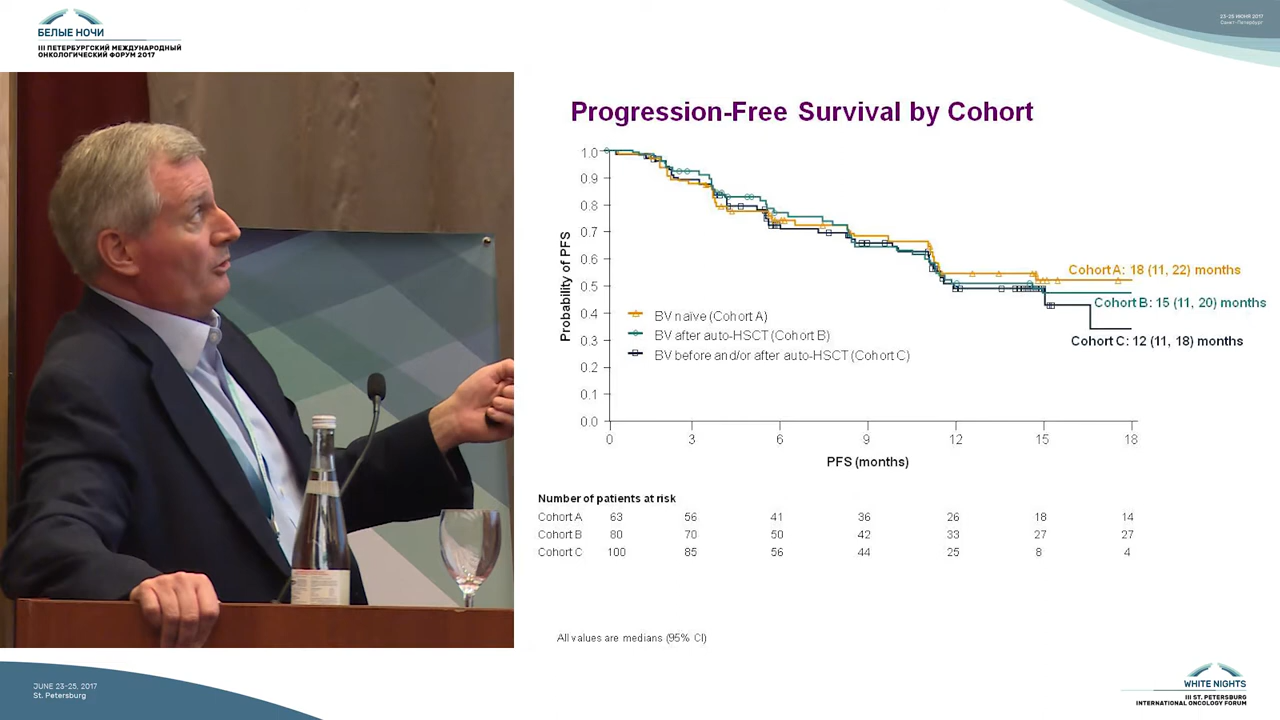 БЕЛЫЕ НОЧИ
III ПЕТЕРБУРГСКИЙ МЕЖДУНАРОДНЫЙ
ОНКОЛОГИЧЕСКИЙ ФОРУМ 2017
23-25 ИЮНЯ 2017
Санкт-Петербург
Progression-Free Survival by Cohort
Probability of PFS
1.0
0.9
0.8
0.7
0.6
0.5
0.4
0.3
0.2
0.1
0.0
Cohort A: 18 (11, 22) months
Cohort B: 15 (11, 20) months
Cohort C: 12 (11, 18) months
BV naive (Cohort A)
BV after auto-HSCT (Cohort B)
BV before and/or after auto-HSCT (Cohort C)
0 3 6 9 12 15 18
PFS (months)
Number of patients at risk
Cohort A 63 56 41 36 26 18 14
Cohort B 80 70 50 42 33 27 27
Cohort C 100 85 56 44 25 8 4
All values are medians (95% CI)
JUNE 23-25, 2017
St. Petersburg
WHITE NIGHTS
III ST. PETERSBURG
INTERNATIONAL ONCOLOGY FORUM